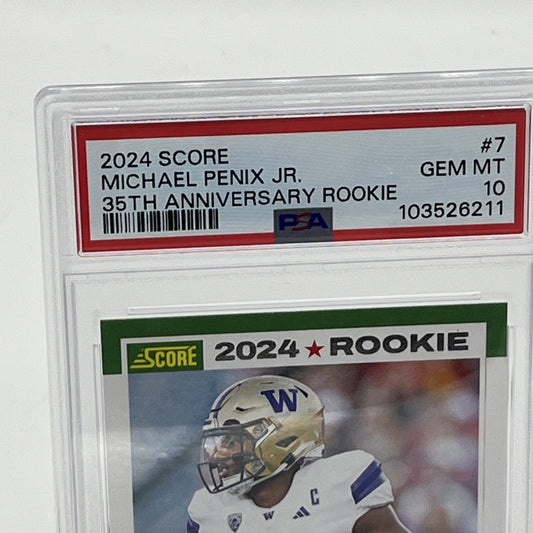 2024 SCORE #7
MICHAEL PENIX JR. GEM MT
35TH ANNIVERSARY ROOKIE 10
PSA 103526211
SCORE 2024 ★ ROOKIE
W
C
W